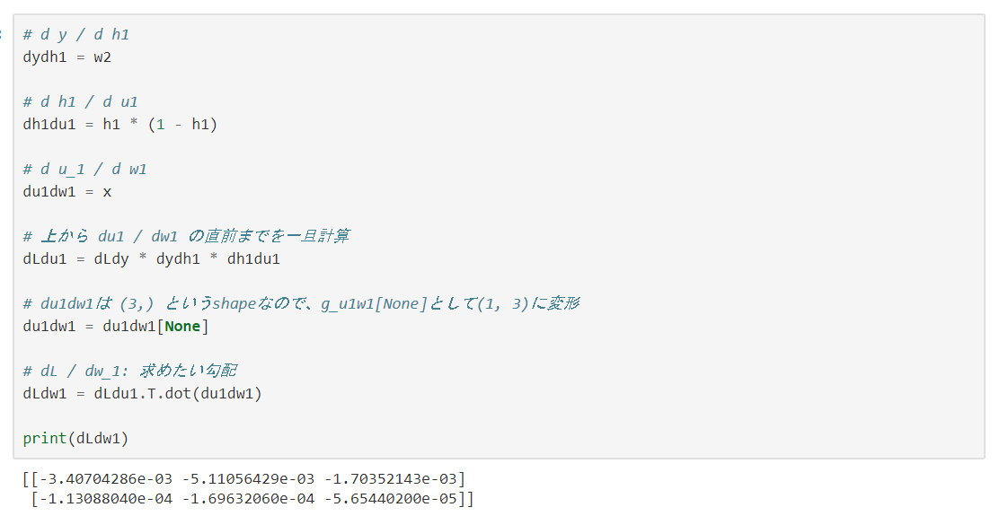 # d y / d h1
dydh1 = w2
# d h1 / d u1
dh1du1 = h1 * (1 - h1)
# d u_1 / d w1
du1dw1 = x
# 上から du1 / dw1 の直前までを一旦計算
dLdu1 = dLdy * dydh1 * dh1du1
# du1dw1は (3,) というshapeなので、g_u1w1[None]として(1, 3)に変形
du1dw1 = du1dw1[None]
# dL / dw_1: 求めたい勾配
dLdw1 = dLdu1.T.dot(du1dw1)
print(dLdw1)
[[-3.40704286e-03 -5.11056429e-03 -1.70352143e-03]
[-1.13088040e-04 -1.69632060e-04 -5.65440200e-05]]